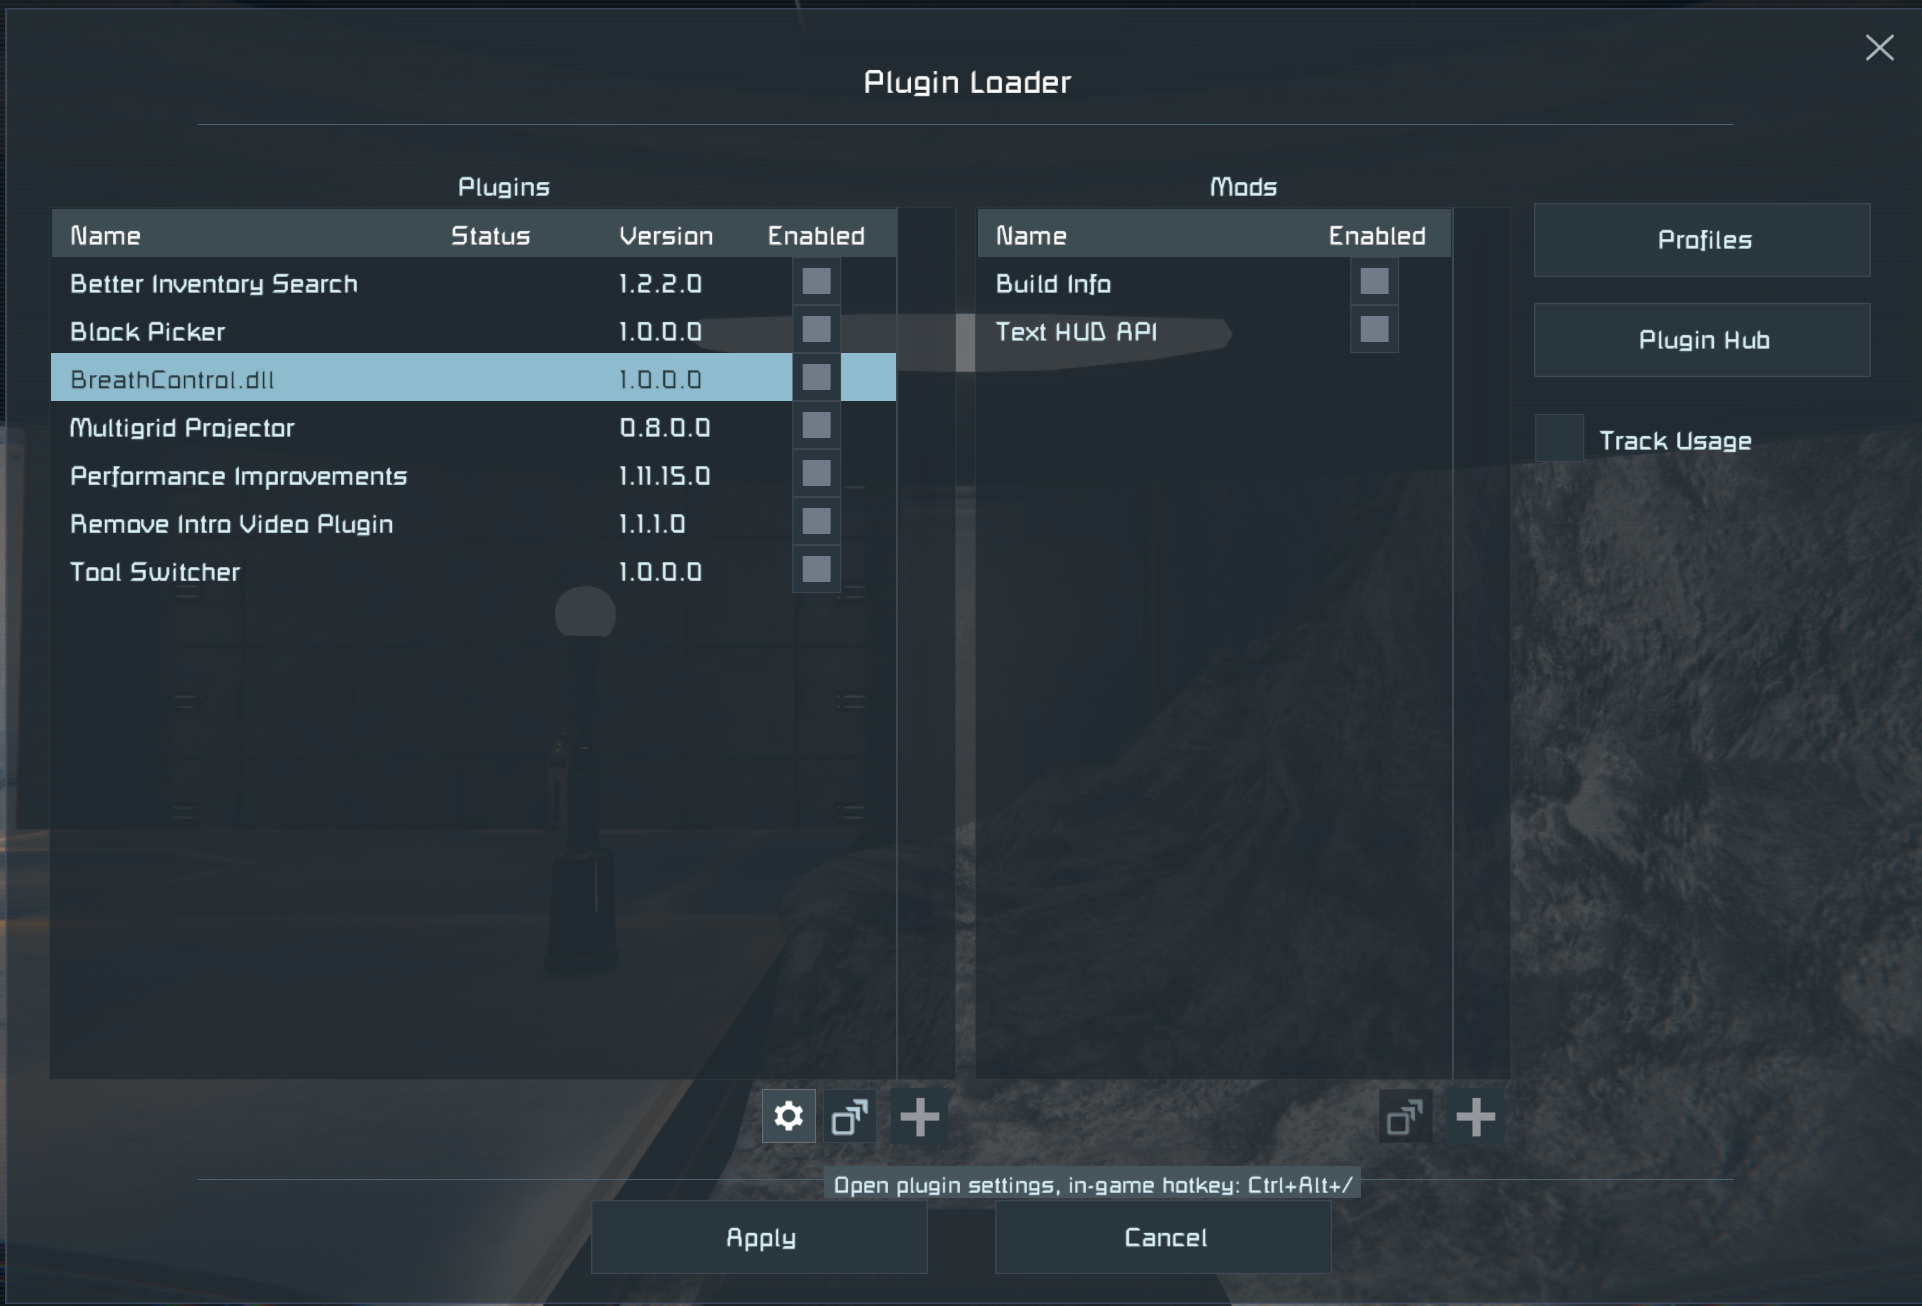 Plugin Loader
Plugins
Name Status Version Enabled
Better Inventory Search 1.2.2.0
Block Picker 1.0.0.0
BreathControl.dll 1.0.0.0
Multigrid Projector 0.8.0.0
Performance Improvements 1.11.15.0
Remove Intro Video Plugin 1.1.1.0
Tool Switcher 1.0.0.0
Mods
Name Enabled
Build Info
Text HUD API
Profiles
Plugin Hub
Track Usage
Open plugin settings, in-game hotkey: Ctrl+Alt+/
Apply Cancel